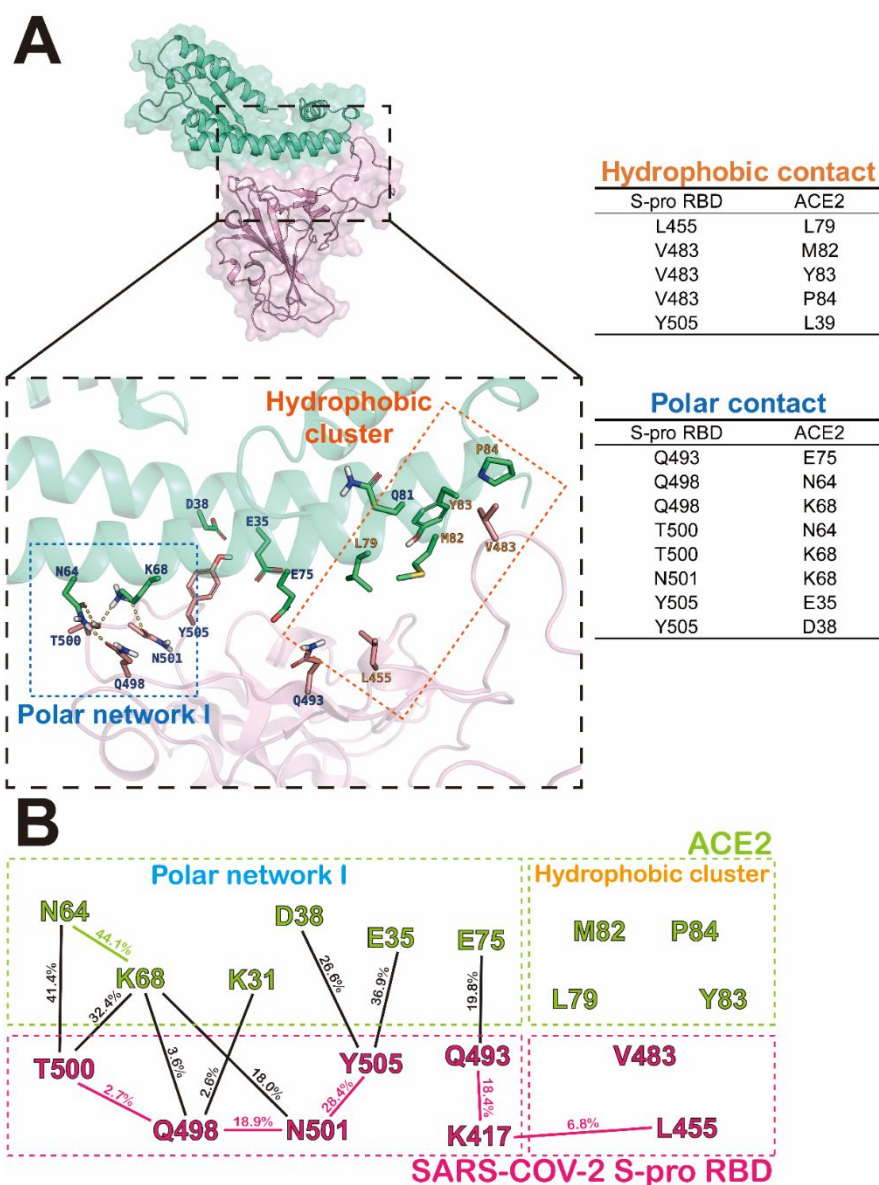 A
Hydrophobic contact
S-pro RBD ACE2
L455 L79
V483 M82
V483 Y83
V483 P84
Y505 L39
Polar contact
S-pro RBD ACE2
Q493 E75
Q498 N64
Q498 K68
T500 N64
T500 K68
N501 K68
Y505 E35
Y505 D38
Hydrophobic
cluster
P84
D38
Q81
Y83
E35
M82
L79
V483
N64
K68
E75
T500
Y505
N501
Q498
Q493
L455
Polar network I
B
ACE2
Polar network I
Hydrophobic cluster
N64 D38 E35 E75 M82 P84
44.1%
K68 K31 L79 Y83
41.4% 32.4% 3.6% 2.6% 18.0% 26.6% 36.9% 19.8%
T500 Y505 Q493 V483
2.7% 18.9% 28.4% 18.4% 6.8%
Q498 N501 K417 L455
SARS-COV-2 S-pro RBD